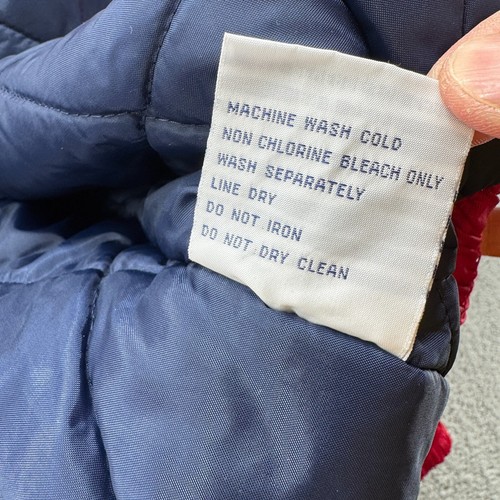 MACHINE WASH COLD
NON CHLORINE BLEACH ONLY
WASH SEPARATELY
LINE DRY
DO NOT IRON
DO NOT DRY CLEAN